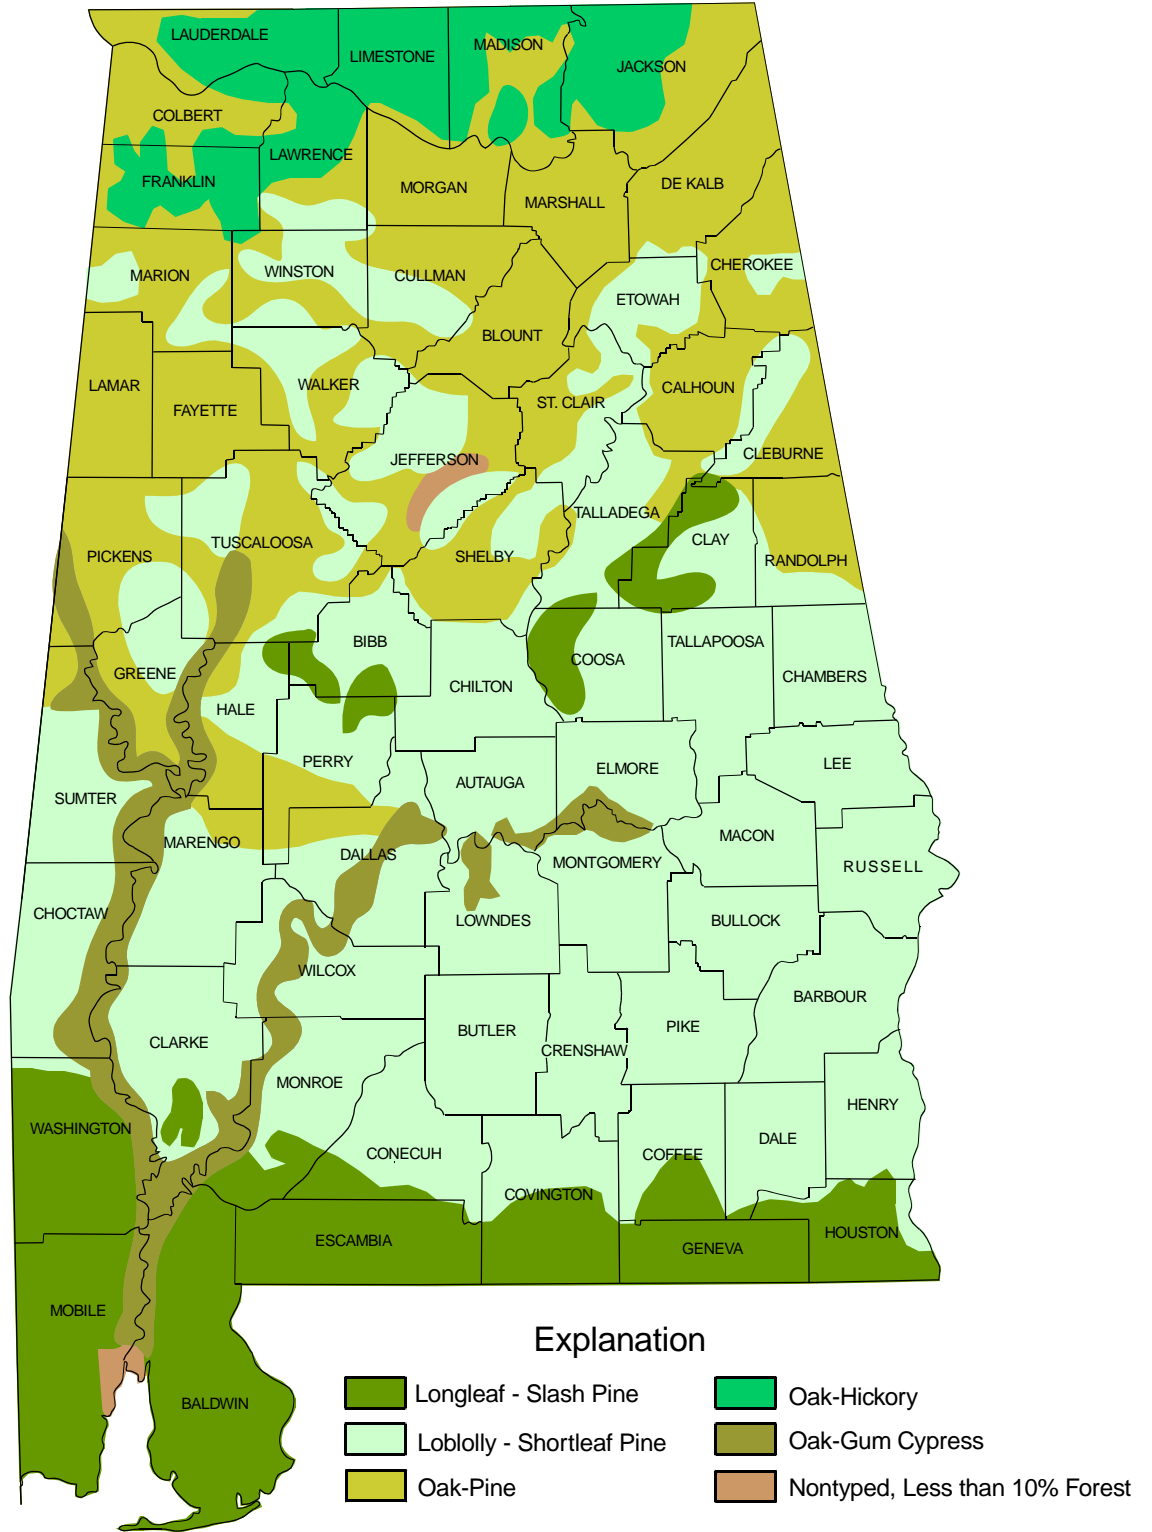 LAUDERDALE
LIMESTONE
MADISON
JACKSON
COLBERT
LAWRENCE
FRANKLIN
MORGAN
MARSHALL
DE KALB
MARION
WINSTON
CULLMAN
CHEROKEE
ETOWAH
BLOUNT
LAMAR
FAYETTE
WALKER
ST. CLAIR
CALHOUN
CLEBURNE
JEFFERSON
PICKENS
TUSCALOOSA
SHELBY
TALLADEGA
CLAY
RANDOLPH
GREENE
HALE
BIBB
CHILTON
COOSA
TALLAPOOSA
CHAMBERS
SUMTER
PERRY
AUTAUGA
ELMORE
LEE
MARENGO
DALLAS
MONTGOMERY
MACON
RUSSELL
CHOCTAW
LOWNDES
BULLOCK
WILCOX
BARBOUR
CLARKE
BUTLER
CRENSHAW
PIKE
MONROE
HENRY
WASHINGTON
CONECUH
COFFEE
DALE
COVINGTON
ESCAMBIA
GENEVA
HOUSTON
MOBILE
BALDWIN
Explanation
Longleaf - Slash Pine
Loblolly - Shortleaf Pine
Oak-Pine
Oak-Hickory
Oak-Gum Cypress
Nontyped, Less than 10% Forest